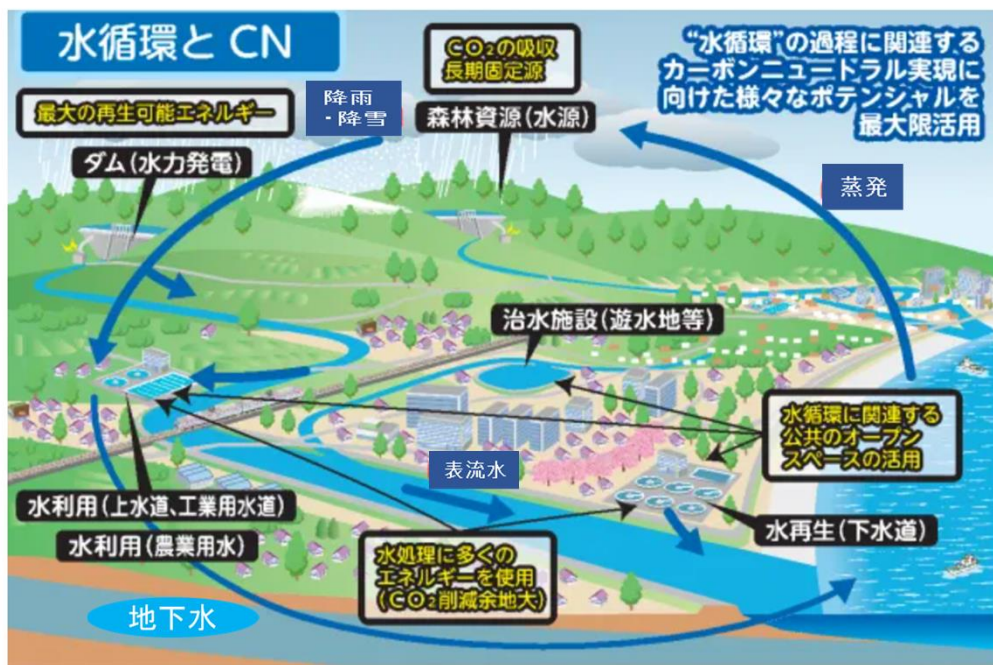 水循環と CN
CO₂の吸収
長期固定源
“水循環”の過程に関連する
カーボンニュートラル実現に
向けた様々なポテンシャルを
最大限活用
最大の再生可能エネルギー
降雨
・降雪
森林資源(水源)
ダム(水力発電)
蒸発
治水施設(遊水地等)
水循環に関連する
公共のオープン
スペースの活用
表流水
水利用(上水道、工業用水道)
水利用(農業用水)
水再生(下水道)
水処理に多くの
エネルギーを使用
(CO₂削減余地大)
地下水